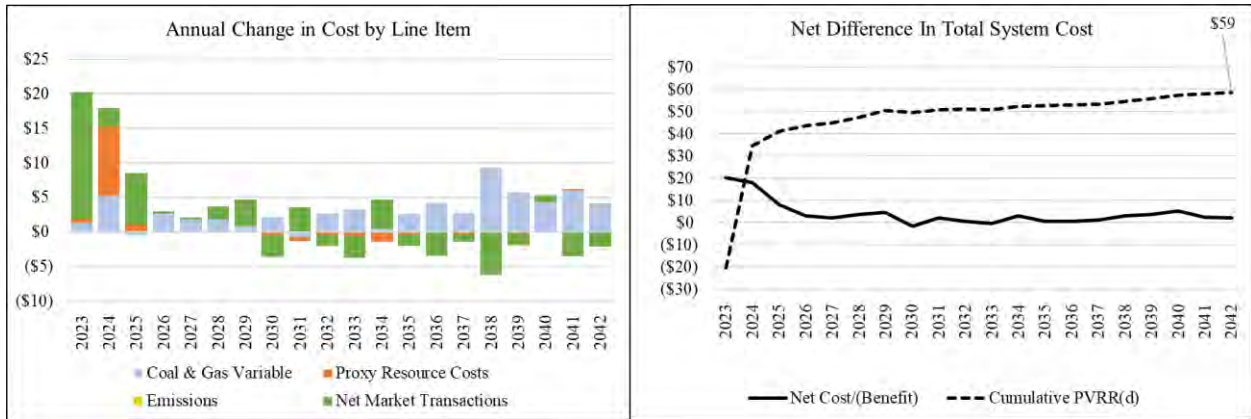 Annual Change in Cost by Line Item
$25
$20
$15
$10
$5
$0
($5)
($10)
2023 2024 2025 2026 2027 2028 2029 2030 2031 2032 2033 2034 2035 2036 2037 2038 2039 2040 2041 2042
Coal & Gas Variable Proxy Resource Costs
Emissions Net Market Transactions
Net Difference In Total System Cost
$59
$70
$60
$50
$40
$30
$20
$10
$0
($10)
($20)
($30)
2023 2024 2025 2026 2027 2028 2029 2030 2031 2032 2033 2034 2035 2036 2037 2038 2039 2040 2041 2042
Net Cost/(Benefit) Cumulative PVRR(d)